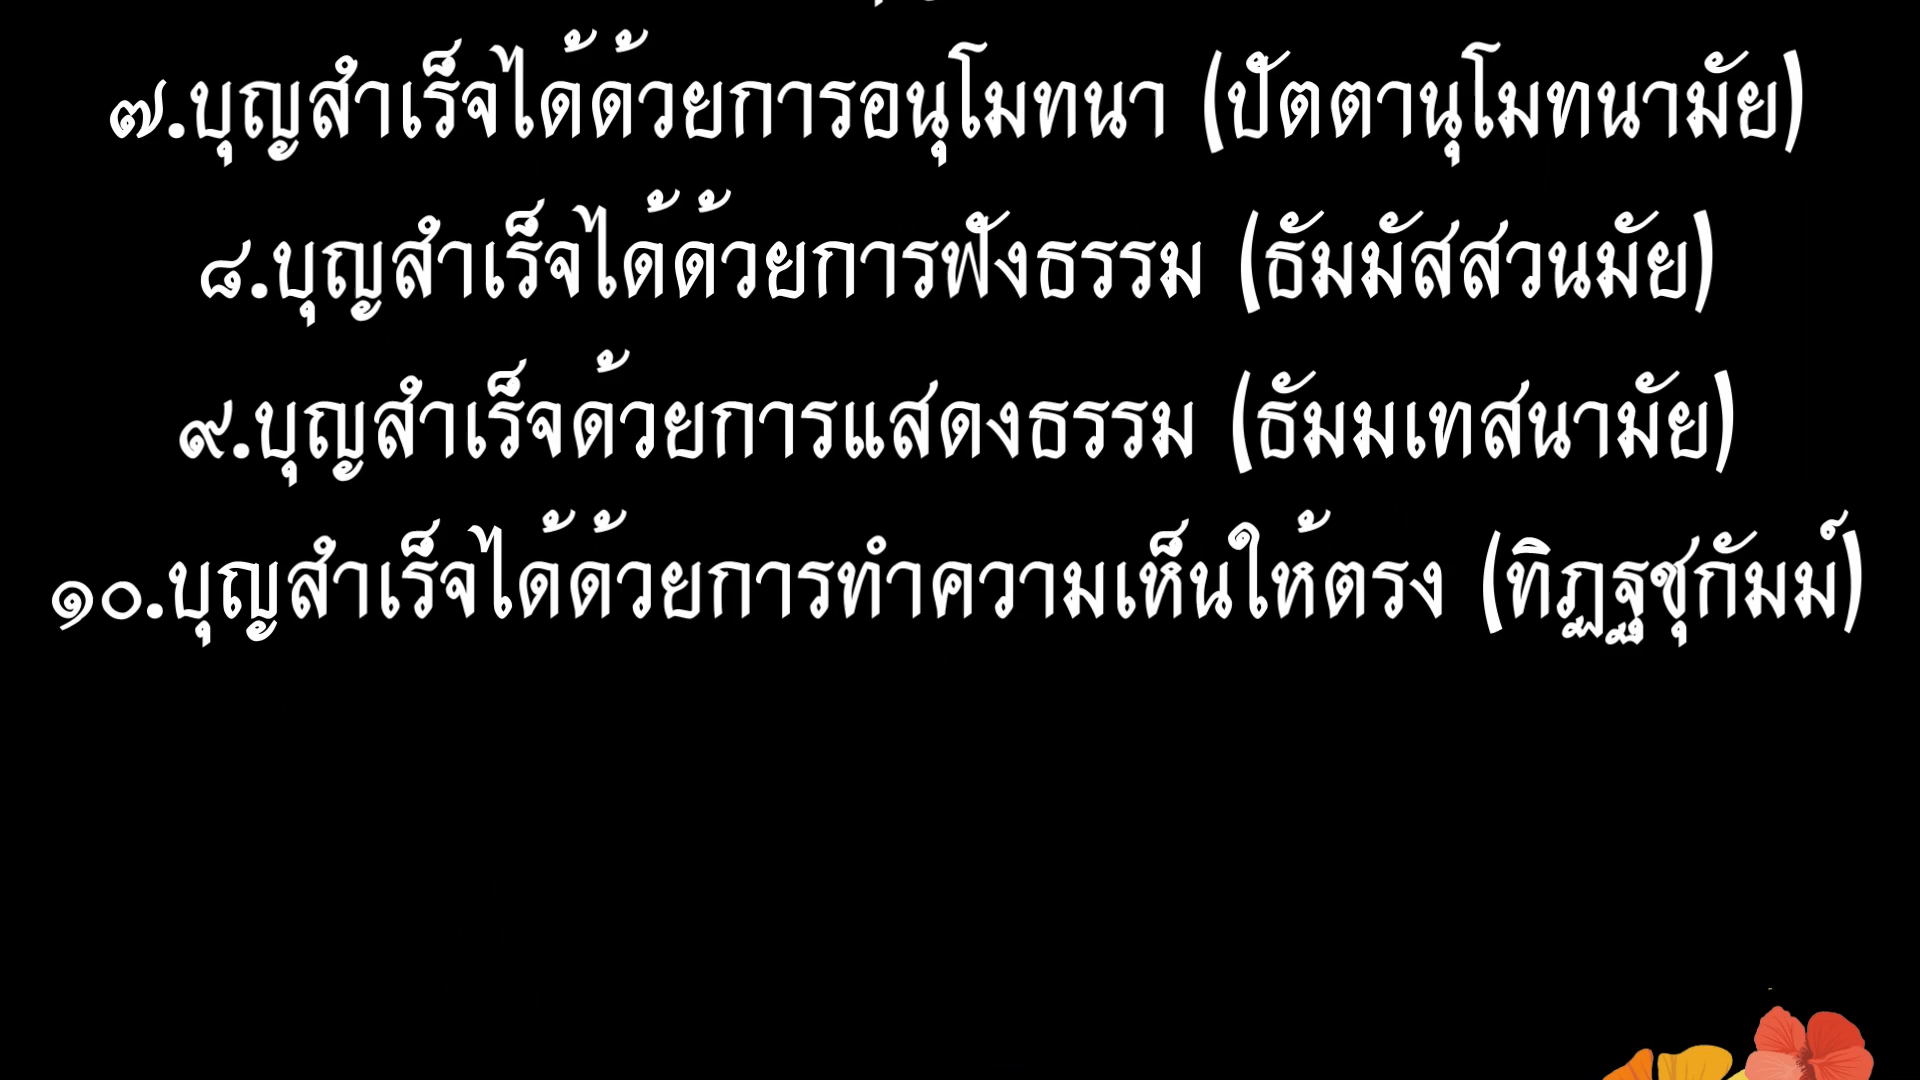 ๗.บุญสำเร็จได้ด้วยการอนุโมทนา (ปัตตานุโมทนามัย)
๘.บุญสำเร็จได้ด้วยการฟังธรรม (ธัมมัสสวนมัย)
๙.บุญสำเร็จด้วยการแสดงธรรม (ธัมมเทสนามัย)
๑๐.บุญสำเร็จได้ด้วยการทำความเห็นให้ตรง (ทิฏฐุชุกัมม์)